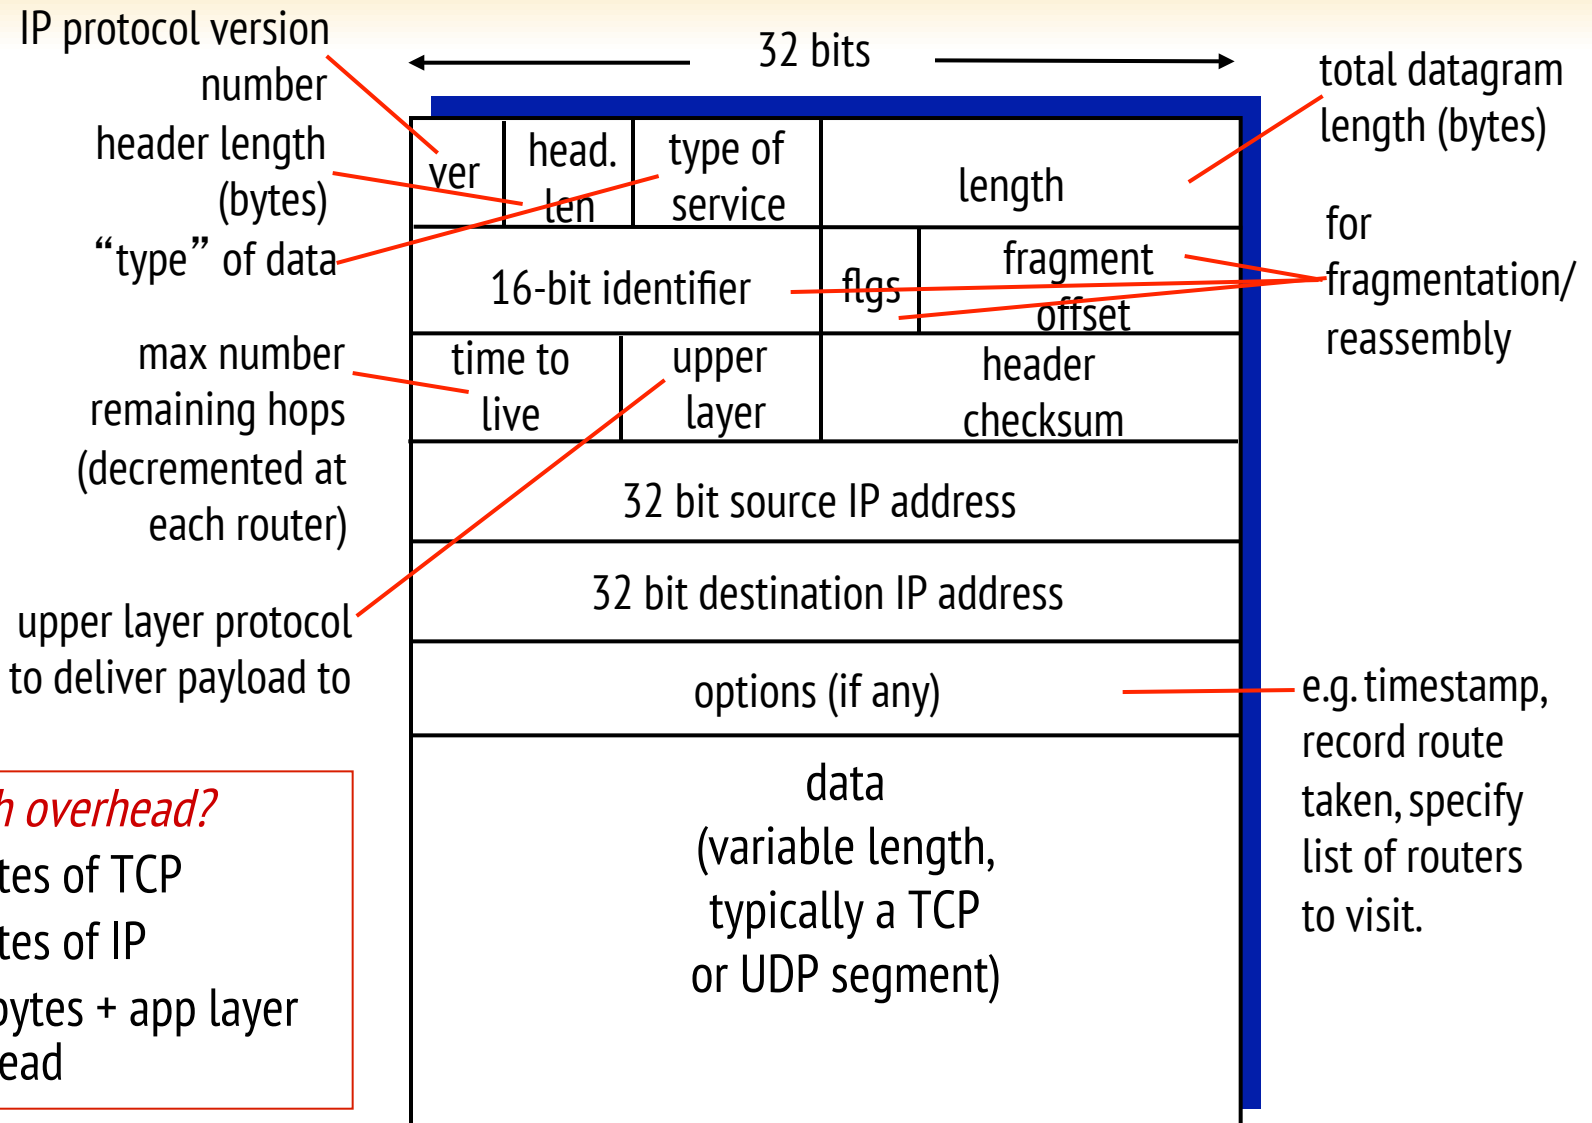 IP protocol version
number
header length
(bytes)
“type” of data
max number
remaining hops
(decremented at
each router)
upper layer protocol
to deliver payload to
32 bits
ver
head.
len
type of
service
length
16-bit identifier
flgs
fragment
offset
time to
live
upper
layer
header
checksum
32 bit source IP address
32 bit destination IP address
options (if any)
data
(variable length,
typically a TCP
or UDP segment)
total datagram
length (bytes)
for
fragmentation/
reassembly
e.g. timestamp,
record route
taken, specify
list of routers
to visit.
overhead?
of TCP
of IP
bytes + app layer